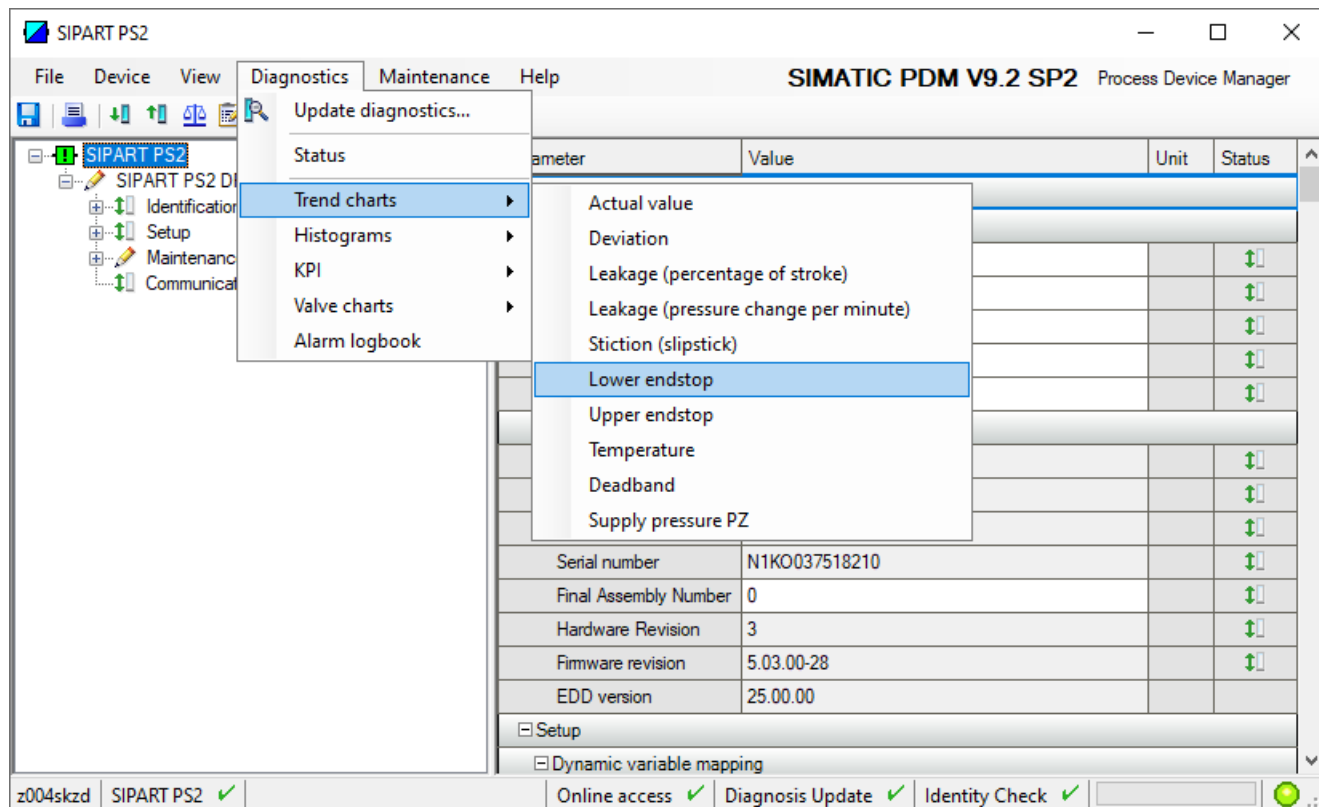 SIPART PS2
File Device View Diagnostics Maintenance Help SIMATIC PDM V9.2 SP2 Process Device Manager
Update diagnostics...
Status
Trend charts
Histograms
KPI
Valve charts
Alarm logbook
Actual value
Deviation
Leakage (percentage of stroke)
Leakage (pressure change per minute)
Stiction (slipstick)
Lower endstop
Upper endstop
Temperature
Deadband
Supply pressure PZ
SIPART PS2
SIPART PS2 DI
Identification
Setup
Maintenanc
Communicat
ameter Value Unit Status
Serial number N1KO037518210
Final Assembly Number 0
Hardware Revision 3
Firmware revision 5.03.00-28
EDD version 25.00.00
Setup
Dynamic variable mapping
z004skzd SIPART PS2 Online access Diagnosis Update Identity Check